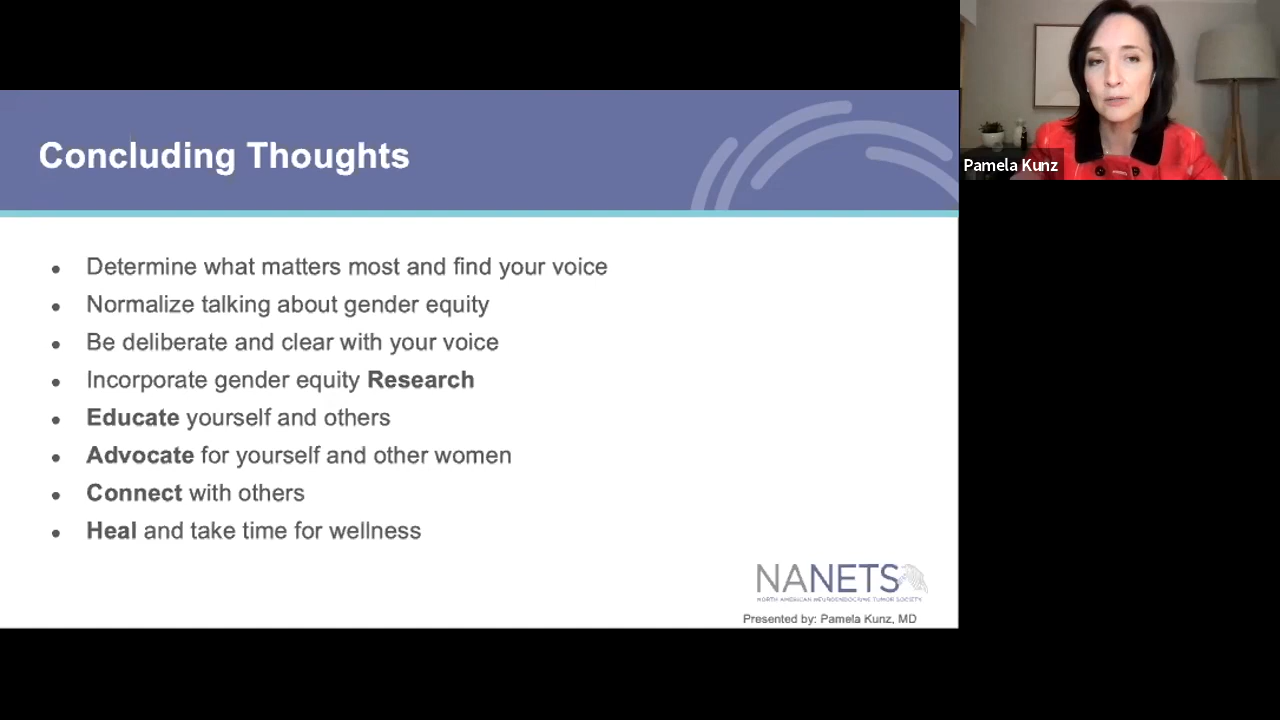 Concluding Thoughts
• Determine what matters most and find your voice
• Normalize talking about gender equity
• Be deliberate and clear with your voice
• Incorporate gender equity Research
• Educate yourself and others
• Advocate for yourself and other women
• Connect with others
• Heal and take time for wellness
NANETS
NORTH AMERICAN NEUROENDOCRINE TUMOR SOCIETY
Presented by: Pamela Kunz, MD
Pamela Kunz